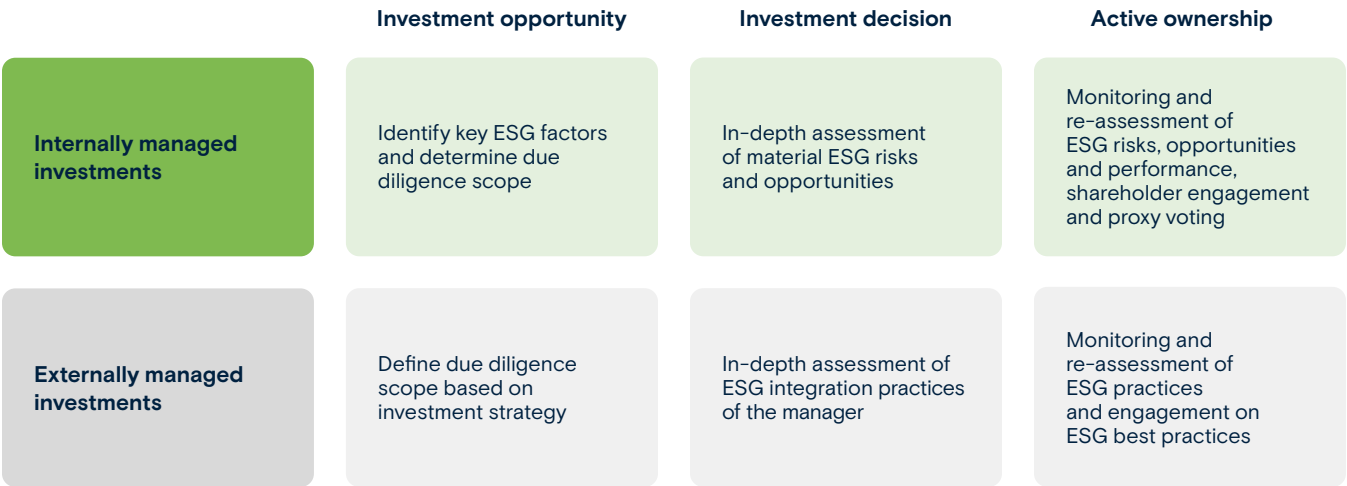 Investment opportunity
Investment decision
Active ownership
Internally managed
investments
Identify key ESG factors
and determine due
diligence scope
In-depth assessment
of material ESG risks
and opportunities
Monitoring and
re-assessment of
ESG risks, opportunities
and performance,
shareholder engagement
and proxy voting
Externally managed
investments
Define due diligence
scope based on
investment strategy
In-depth assessment of
ESG integration practices
of the manager
Monitoring and
re-assessment of
ESG practices
and engagement on
ESG best practices